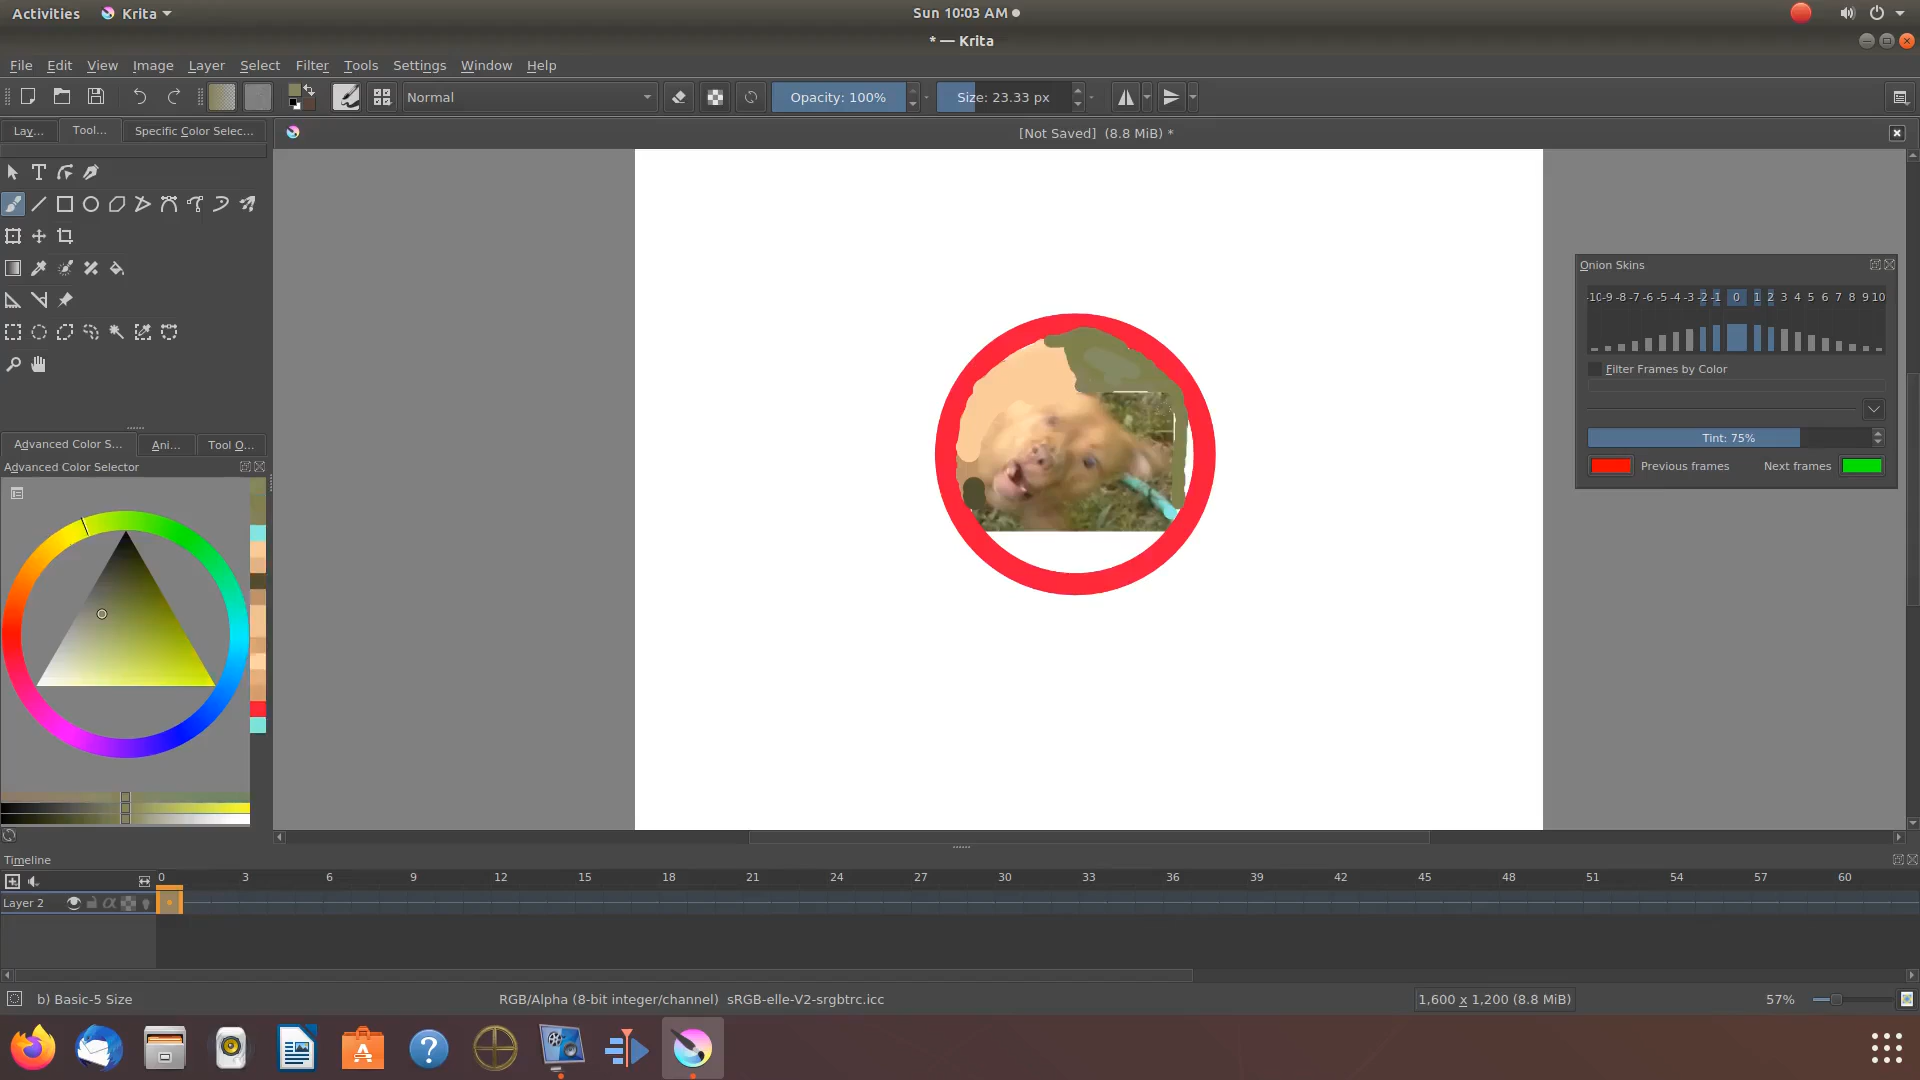 Activities Krita Sun 10:03 AM
* — Krita
File Edit View Image Layer Select Filter Tools Settings Window Help
Normal Opacity: 100% Size: 23.33 px
Lay... Tool... Specific Color Selec... [Not Saved] (8.8 MiB) *
Onion Skins
-10 -9 -8 -7 -6 -5 -4 -3 -2 -1 0 1 2 3 4 5 6 7 8 9 10
Filter Frames by Color
Tint: 75%
Previous frames Next frames
Advanced Color S... Ani... Tool O...
Advanced Color Selector
Timeline
0 3 6 9 12 15 18 21 24 27 30 33 36 39 42 45 48 51 54 57 60
Layer 2
b) Basic-5 Size RGB/Alpha (8-bit integer/channel) sRGB-elle-V2-srgbtrc.icc 1,600 x 1,200 (8.8 MiB) 57%